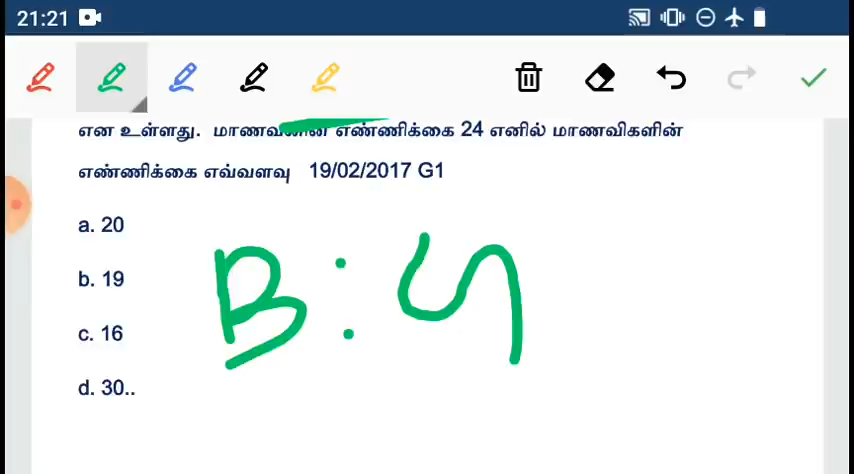 21:21
என உள்ளது. மாணவனின் எண்ணிக்கை 24 எனில் மாணவிகளின்
எண்ணிக்கை எவ்வளவு 19/02/2017 G1
a. 20
b. 19
c. 16
d. 30..
B :